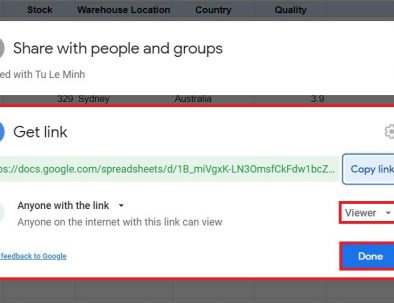 Stock Warehouse Location Country Quality
Share with people and groups
ed with Tu Le Minh
329 Sydney Australia 3.9
Get link
ps://docs.google.com/spreadsheets/d/1B_miVgxK-LN3OmsfCkFdw1bcZ...
Copy link
Anyone with the link
Anyone on the internet with this link can view
Viewer
feedback to Google
Done